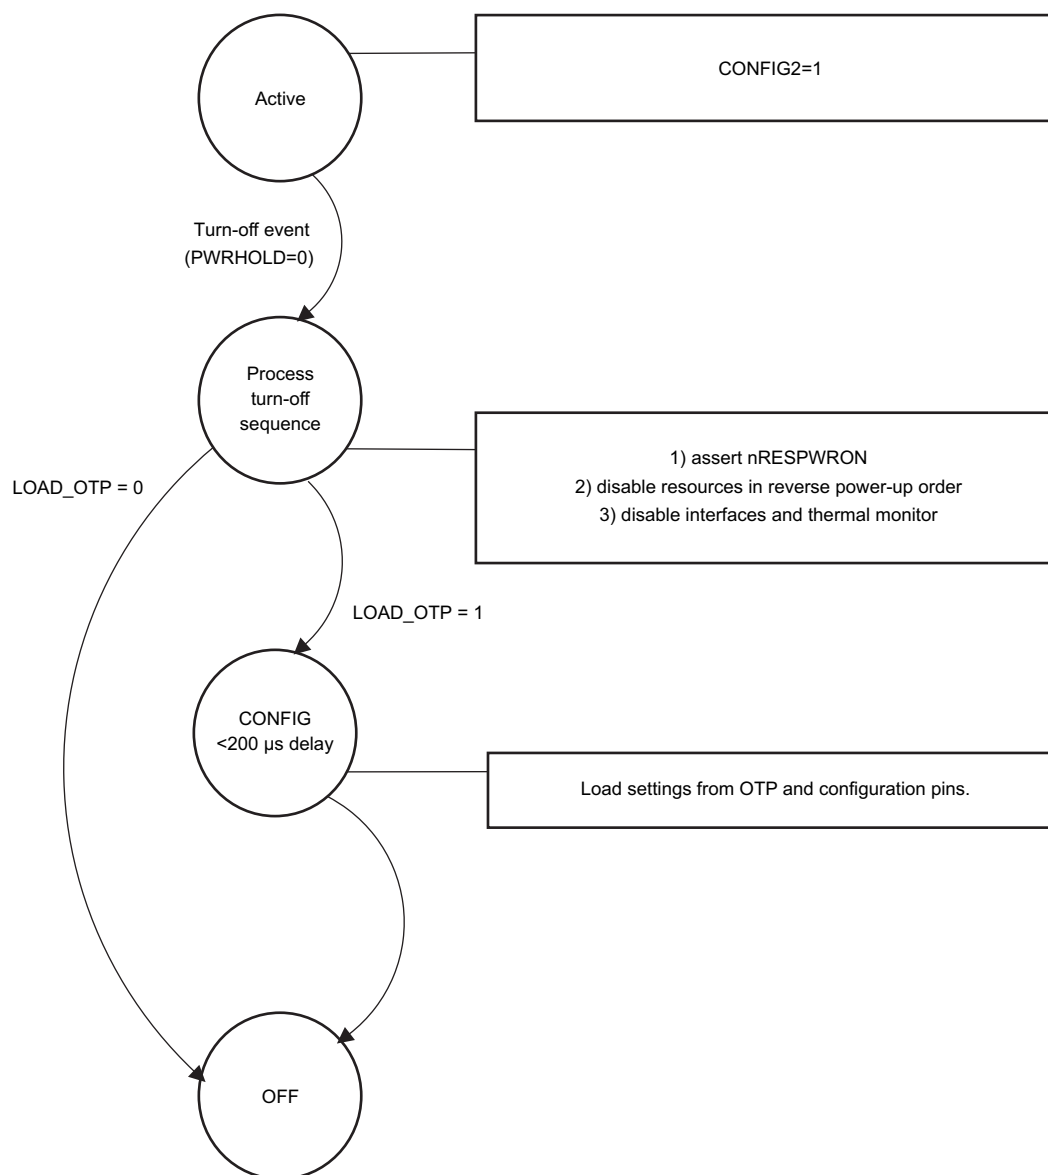 Active
CONFIG2=1
Turn-off event
(PWRHOLD=0)
Process
turn-off
sequence
1) assert nRESPWRON
2) disable resources in reverse power-up order
3) disable interfaces and thermal monitor
LOAD_OTP = 0
LOAD_OTP = 1
CONFIG
<200 µs delay
Load settings from OTP and configuration pins.
OFF